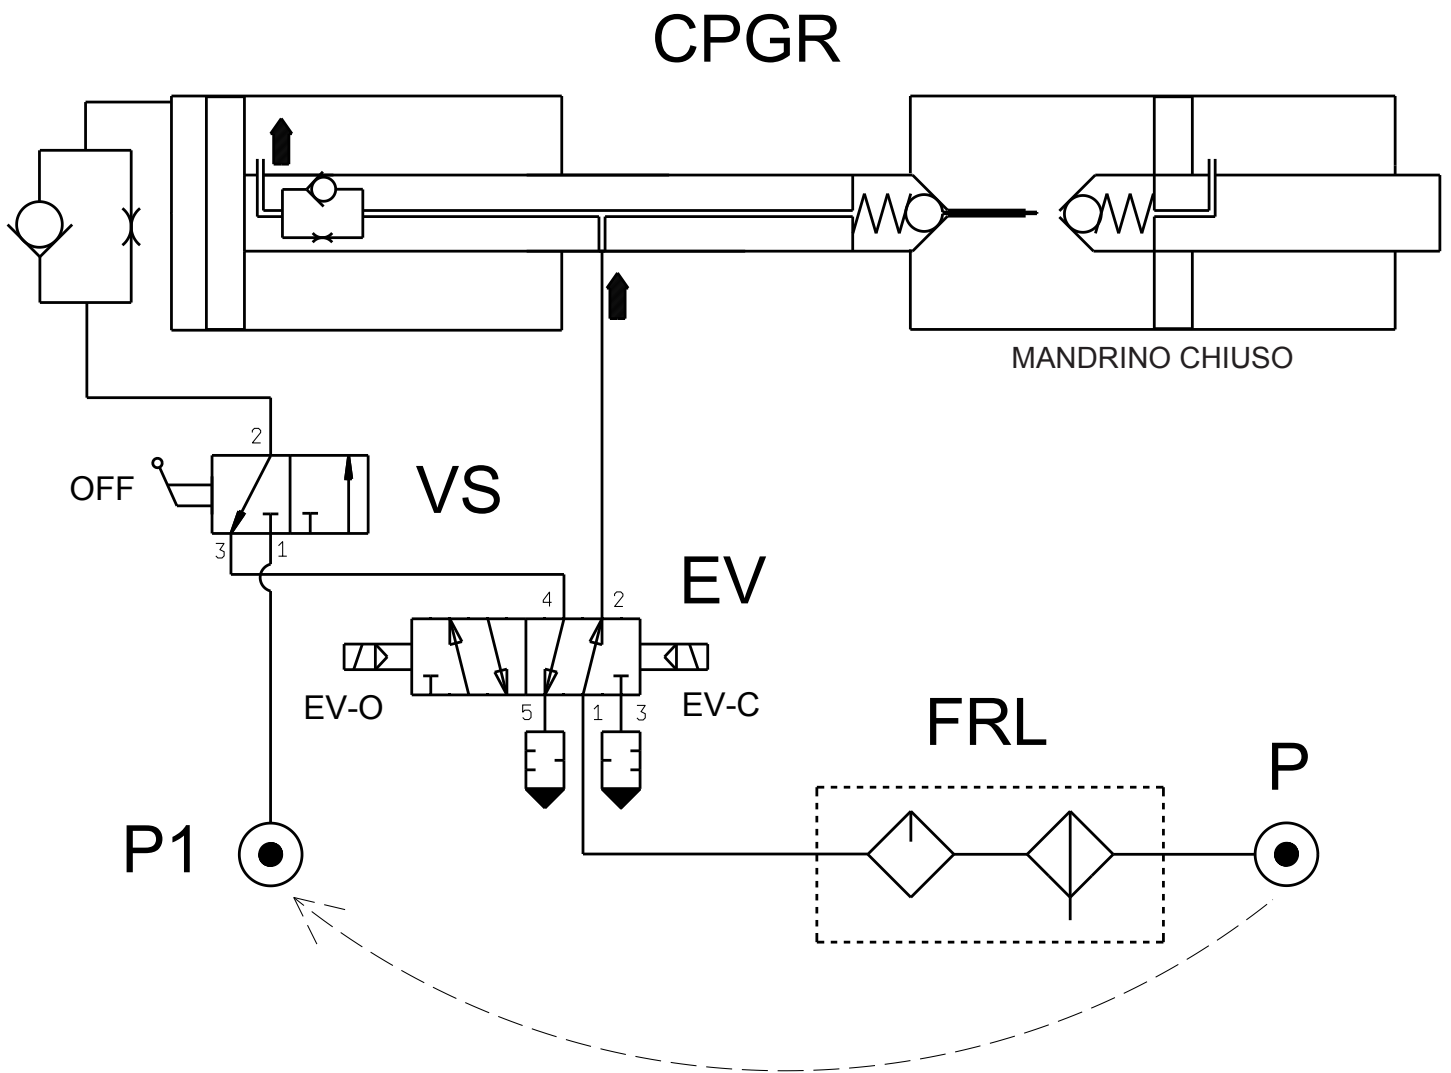 CPGR
MANDRINO CHIUSO
2
OFF
VS
3
1
EV
4
2
EV-O
5
1
3
EV-C
FRL
P
P1